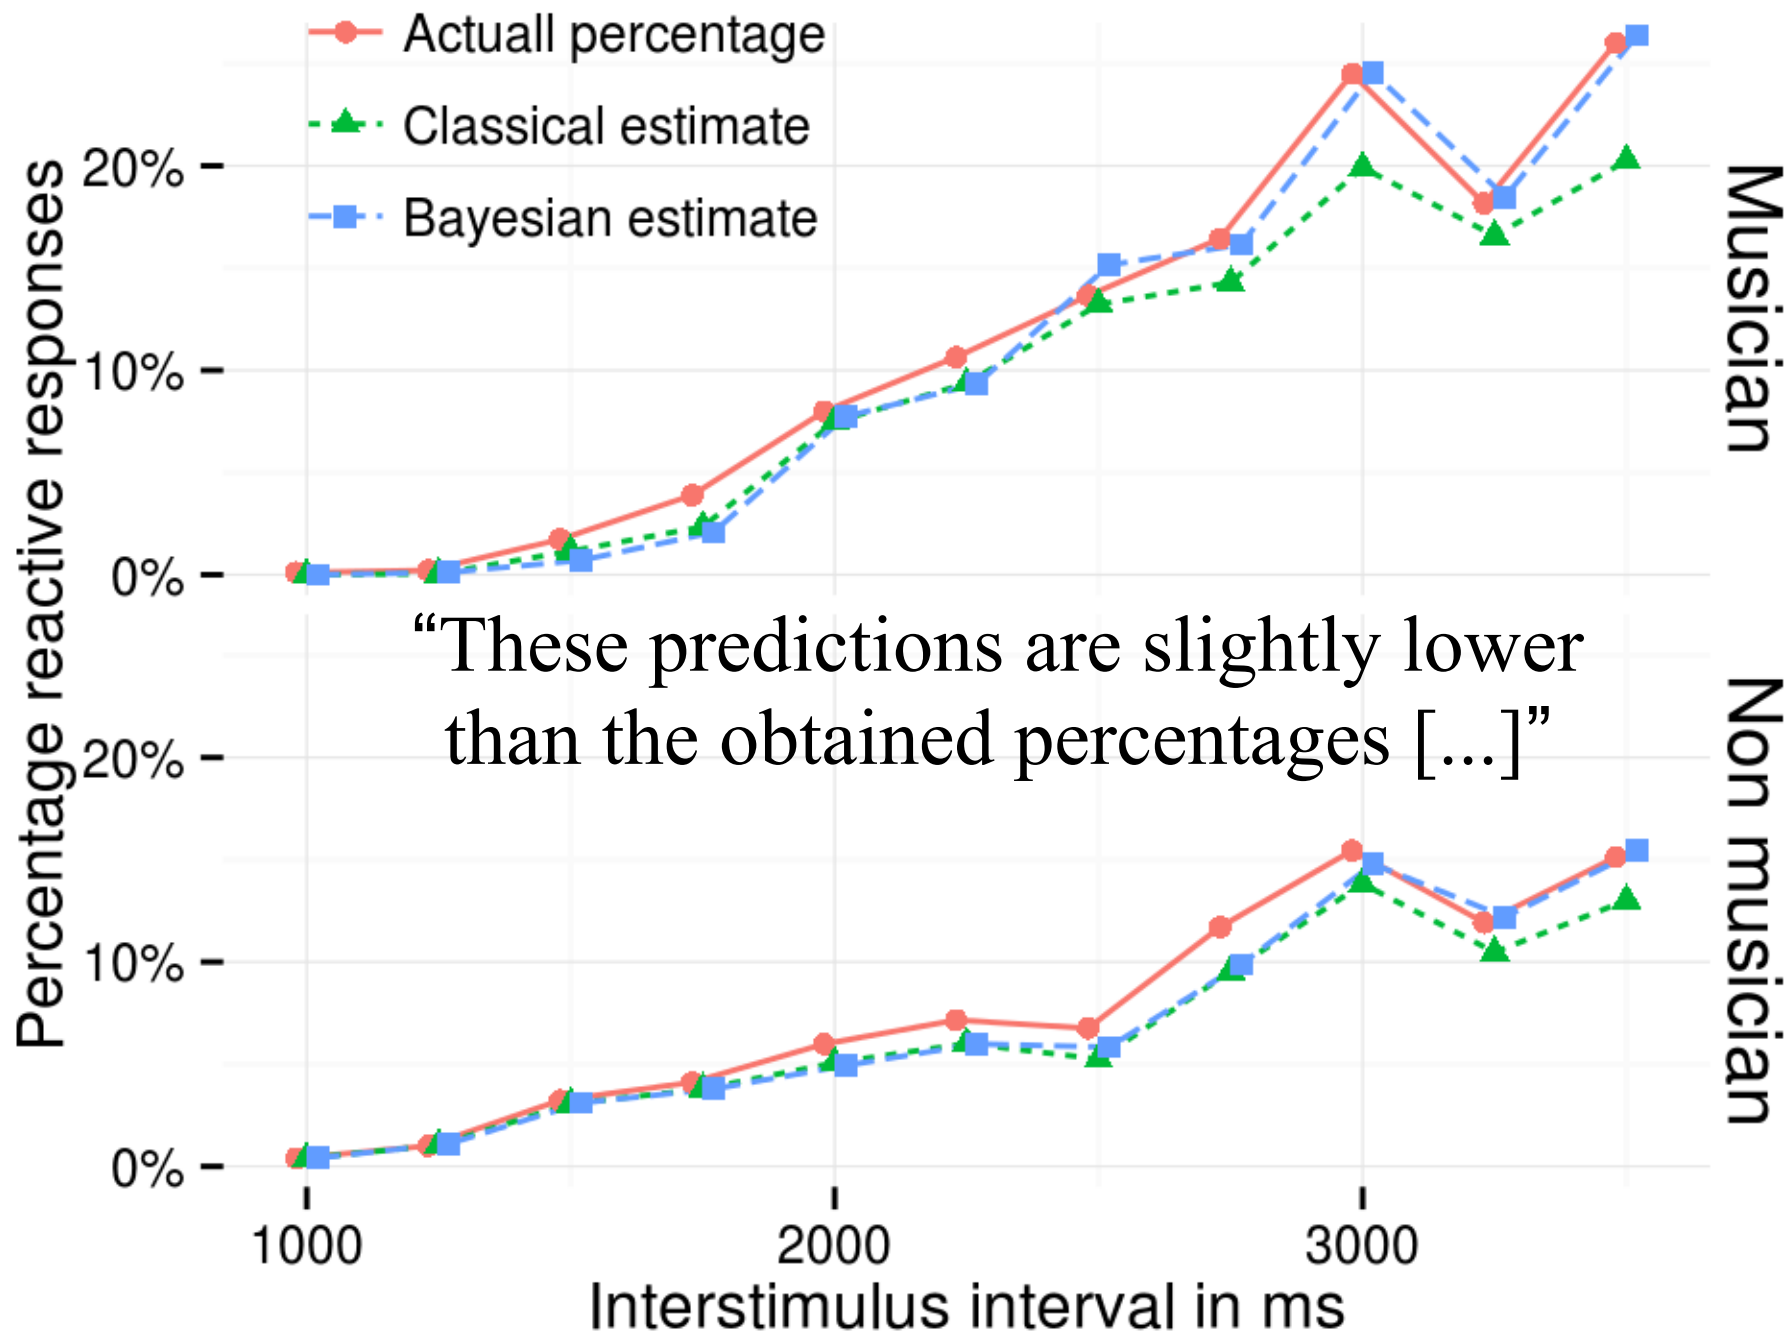 Actuall percentage
Classical estimate
Bayesian estimate
Percentage reactive responses
20%
10%
0%
Musician
“These predictions are slightly lower
than the obtained percentages [...]”
20%
10%
0%
Non musician
1000
2000
3000
Interstimulus interval in ms